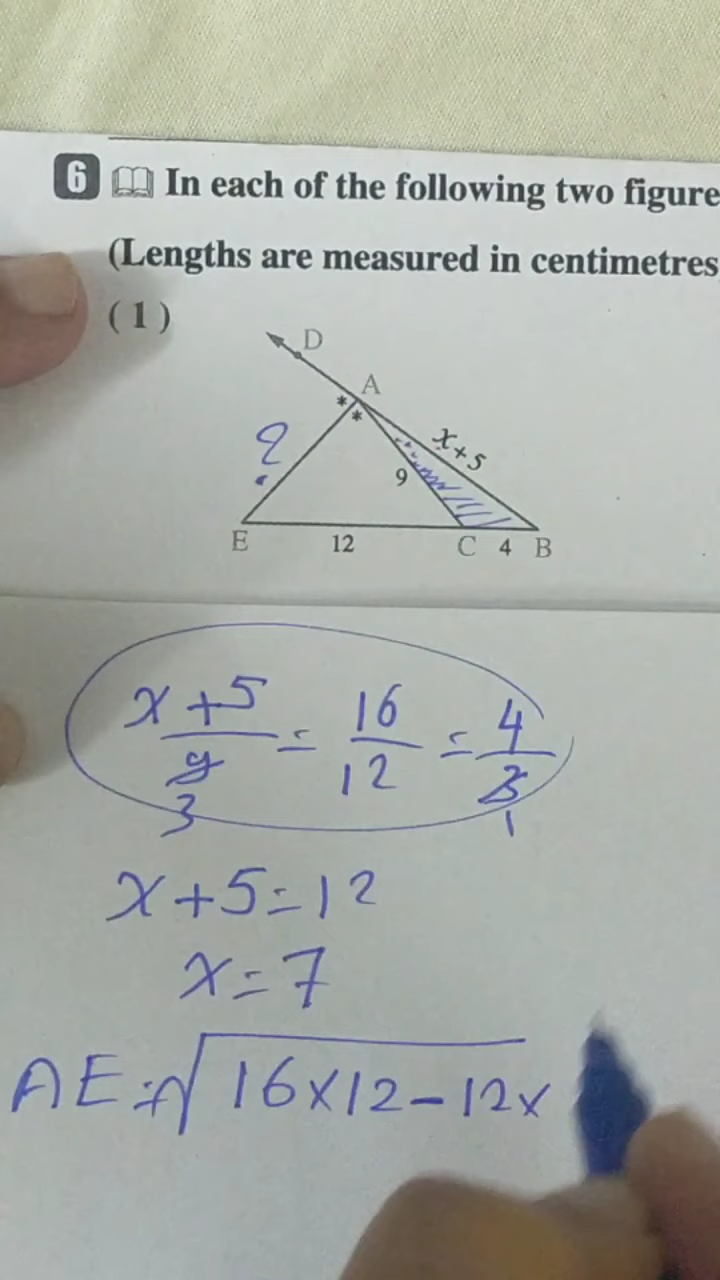 6 In each of the following two figure
(Lengths are measured in centimetres,
(1)
D
A
x+5
?
9
E 12 C 4 B
x+5/9 = 16/12 = 4/3
3 1
x+5=12
x=7
AE=√16×12-12×